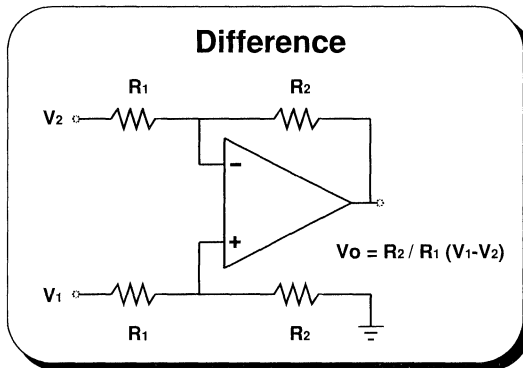 Difference
R1 R2
V2
−
+
Vo = R2 / R1 (V1-V2)
V1
R1 R2